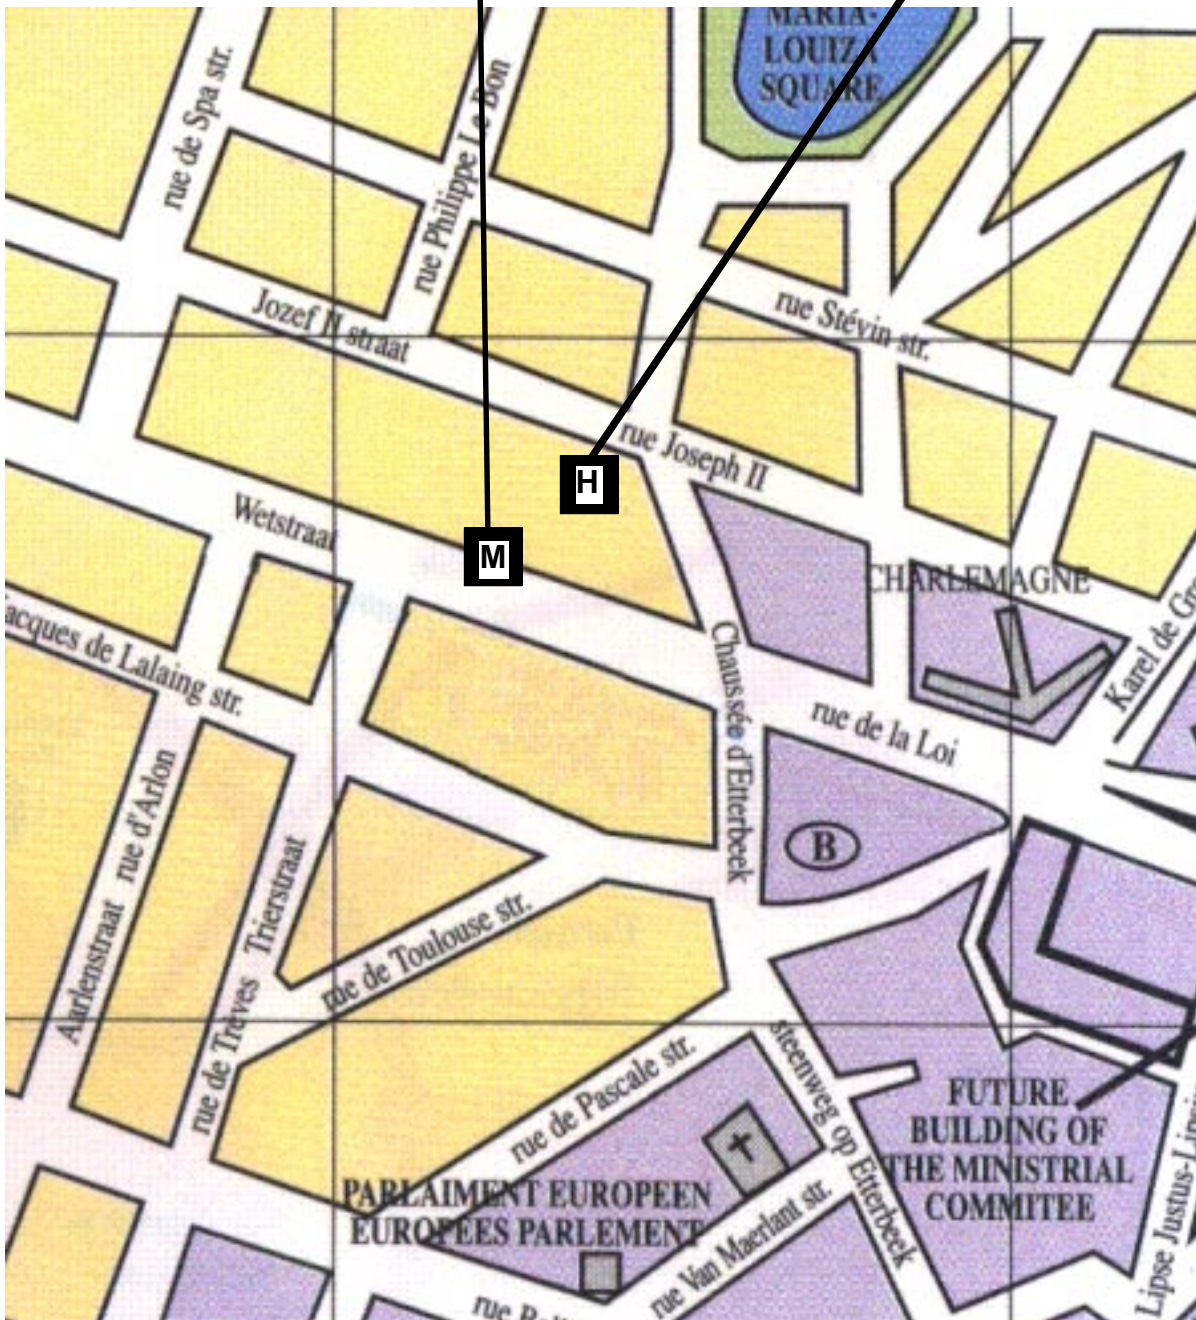 MARIA-
LOUIZA
SQUARE
rue de Spa str.
rue Philippe Le Bon
Jozef II straat
rue Stévin str.
rue Joseph II
H
M
Wetstraat
CHARLEMAGNE
Jacques de Lalaing str.
Chaussée d'Etterbeek
Karel de
rue de la Loi
B
rue d'Arlon
Aarlenstraat
Trierstraat
rue de Trèves
rue de Toulouse str.
rue de Pascale str.
steenweg op Etterbeek
FUTURE
BUILDING OF
THE MINISTRIAL
COMMITEE
PARLAIMENT EUROPEEN
EUROPEES PARLEMENT
rue Van Maerlant str.
rue
Lipse Justus-Lipsi